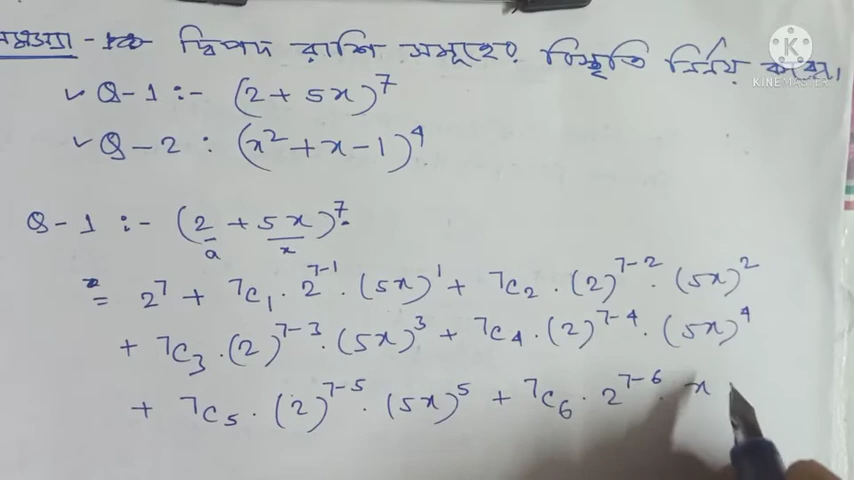 সমস্যা - দ্বিপদ রাশি সমূহের বিস্তৃতি নির্ণয় করো।
K
KINEMASTER
✓ Q-1 :- (2 + 5x)⁷
✓ Q-2 : (x² + x - 1)⁴
Q-1 :- (2 + 5x)⁷
a x
= 2⁷ + ⁷C₁ · 2⁷⁻¹ · (5x)¹ + ⁷C₂ · (2)⁷⁻² · (5x)²
+ ⁷C₃ · (2)⁷⁻³ · (5x)³ + ⁷C₄ · (2)⁷⁻⁴ · (5x)⁴
+ ⁷C₅ · (2)⁷⁻⁵ · (5x)⁵ + ⁷C₆ · 2⁷⁻⁶ · x